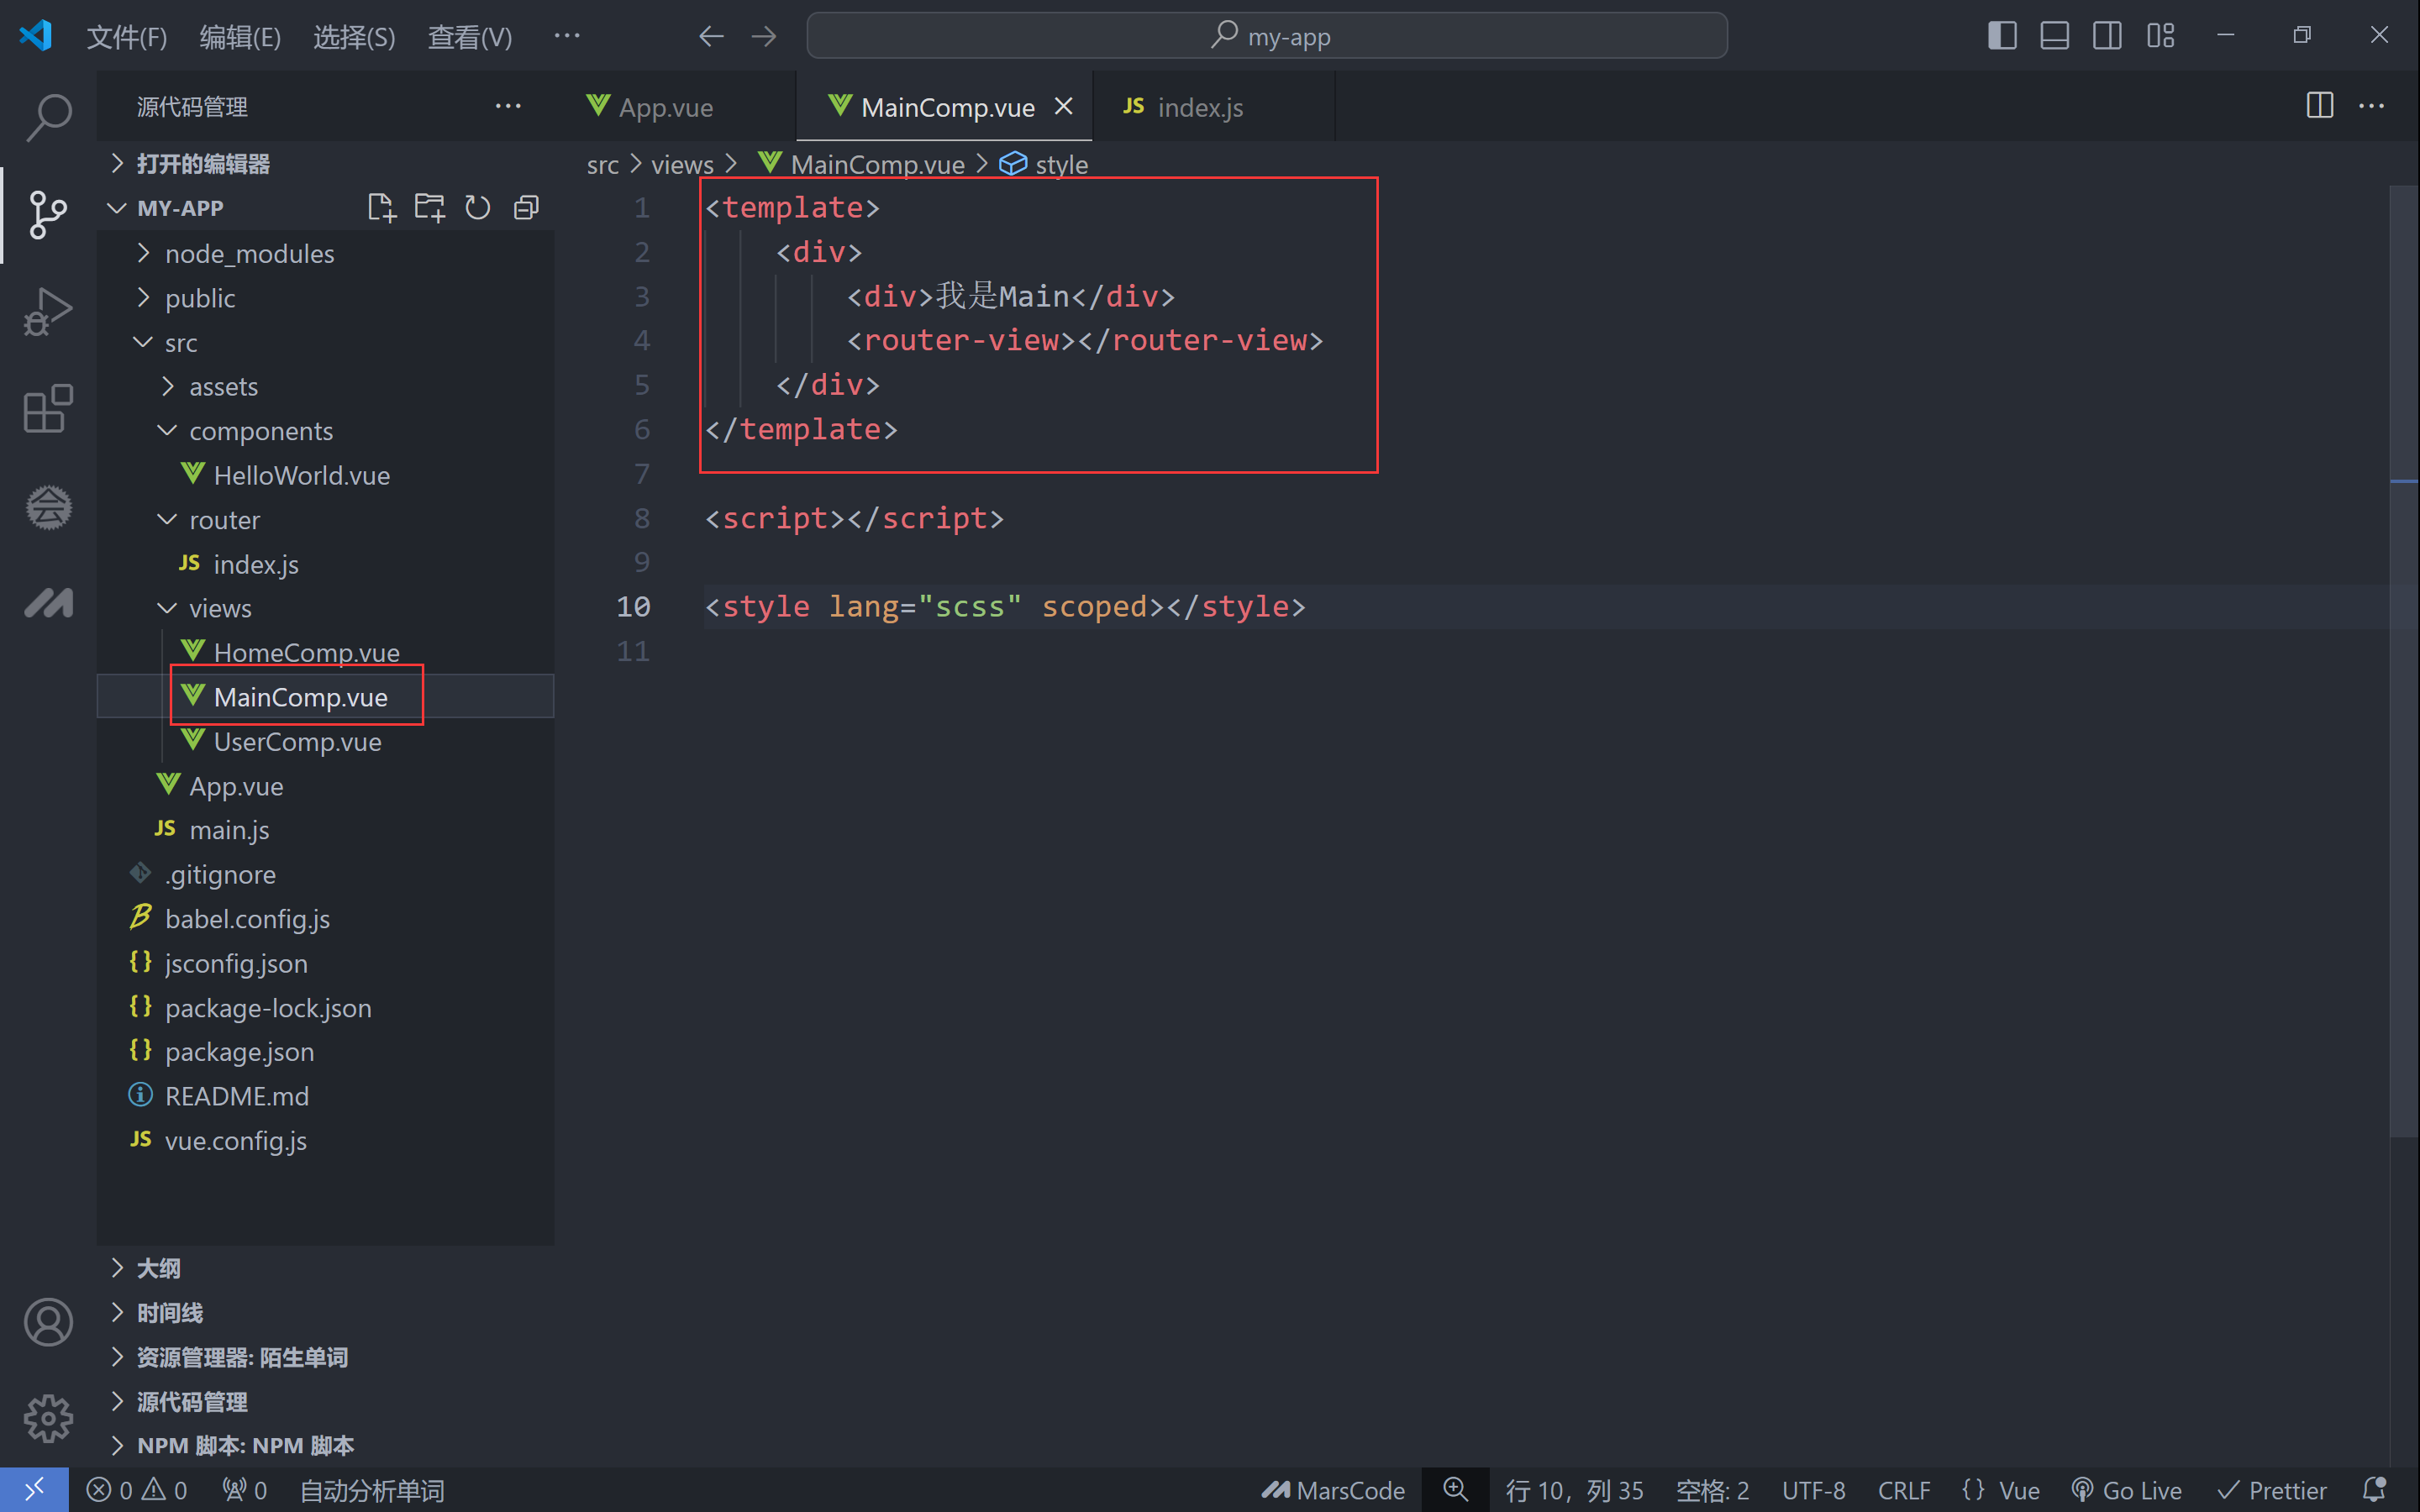 文件(F) 编辑(E) 选择(S) 查看(V) ··· my-app
源代码管理 ···
App.vue MainComp.vue JS index.js ···
src > views > MainComp.vue > style
打开的编辑器
MY-APP
node_modules
public
src
assets
components
HelloWorld.vue
router
JS index.js
views
HomeComp.vue
MainComp.vue
UserComp.vue
App.vue
JS main.js
.gitignore
babel.config.js
{} jsconfig.json
{} package-lock.json
{} package.json
README.md
JS vue.config.js
大纲
时间线
资源管理器: 陌生单词
源代码管理
NPM 脚本: NPM 脚本
1 <template>
2 <div>
3 <div>我是Main</div>
4 <router-view></router-view>
5 </div>
6 </template>
7
8 <script></script>
9
10 <style lang="scss" scoped></style>
11
0 0 0 自动分析单词 MarsCode 行 10，列 35 空格: 2 UTF-8 CRLF {} Vue Go Live Prettier